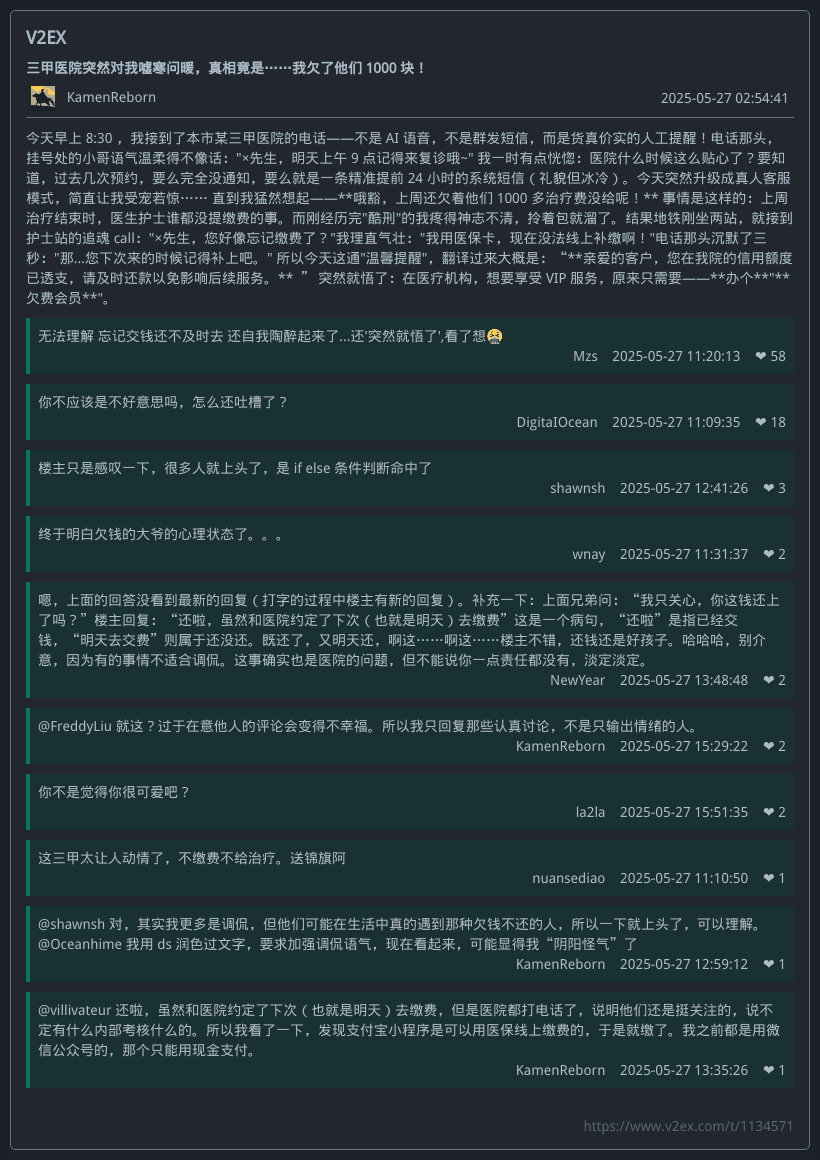 V2EX
三甲医院突然对我嘘寒问暖，真相竟是……我欠了他们 1000 块！
KamenReborn 2025-05-27 02:54:41
今天早上 8:30 ，我接到了本市某三甲医院的电话——不是 AI 语音，不是群发短信，而是货真价实的人工提醒！电话那头，
挂号处的小哥语气温柔得不像话："×先生，明天上午 9 点记得来复诊哦~" 我一时有点恍惚：医院什么时候这么贴心了？要知
道，过去几次预约，要么完全没通知，要么就是一条精准提前 24 小时的系统短信（礼貌但冰冷）。今天突然升级成真人客服
模式，简直让我受宠若惊…… 直到我猛然想起——**哦豁，上周还欠着他们 1000 多治疗费没给呢！** 事情是这样的：上周
治疗结束时，医生护士谁都没提缴费的事。而刚经历完"酷刑"的我疼得神志不清，拎着包就溜了。结果地铁刚坐两站，就接到
护士站的追魂 call："×先生，您好像忘记缴费了？"我理直气壮："我用医保卡，现在没法线上补缴啊！"电话那头沉默了三
秒："那...您下次来的时候记得补上吧。" 所以今天这通"温馨提醒"，翻译过来大概是：“**亲爱的客户，您在我院的信用额度
已透支，请及时还款以免影响后续服务。** ” 突然就悟了：在医疗机构，想要享受 VIP 服务，原来只需要——**办个**"**
欠费会员**"。
无法理解 忘记交钱还不及时去 还自我陶醉起来了...还'突然就悟了',看了想🤮
Mzs 2025-05-27 11:20:13 ❤ 58
你不应该是不好意思吗，怎么还吐槽了？
DigitaIOcean 2025-05-27 11:09:35 ❤ 18
楼主只是感叹一下，很多人就上头了，是 if else 条件判断命中了
shawnsh 2025-05-27 12:41:26 ❤ 3
终于明白欠钱的大爷的心理状态了。。。
wnay 2025-05-27 11:31:37 ❤ 2
嗯，上面的回答没看到最新的回复（打字的过程中楼主有新的回复）。补充一下：上面兄弟问：“我只关心，你这钱还上
了吗？”楼主回复：“还啦，虽然和医院约定了下次（也就是明天）去缴费”这是一个病句，“还啦”是指已经交
钱，“明天去交费”则属于还没还。既还了，又明天还，啊这……啊这……楼主不错，还钱还是好孩子。哈哈哈，别介
意，因为有的事情不适合调侃。这事确实也是医院的问题，但不能说你一点责任都没有，淡定淡定。
NewYear 2025-05-27 13:48:48 ❤ 2
@FreddyLiu 就这？过于在意他人的评论会变得不幸福。所以我只回复那些认真讨论，不是只输出情绪的人。
KamenReborn 2025-05-27 15:29:22 ❤ 2
你不是觉得你很可爱吧？
la2la 2025-05-27 15:51:35 ❤ 2
这三甲太让人动情了，不缴费不给治疗。送锦旗阿
nuansediao 2025-05-27 11:10:50 ❤ 1
@shawnsh 对，其实我更多是调侃，但他们可能在生活中真的遇到那种欠钱不还的人，所以一下就上头了，可以理解。
@Oceanhime 我用 ds 润色过文字，要求加强调侃语气，现在看起来，可能显得我“阴阳怪气”了
KamenReborn 2025-05-27 12:59:12 ❤ 1
@villivateur 还啦，虽然和医院约定了下次（也就是明天）去缴费，但是医院都打电话了，说明他们还是挺关注的，说不
定有什么内部考核什么的。所以我看了一下，发现支付宝小程序是可以用医保线上缴费的，于是就缴了。我之前都是用微
信公众号的，那个只能用现金支付。
KamenReborn 2025-05-27 13:35:26 ❤ 1
https://www.v2ex.com/t/1134571